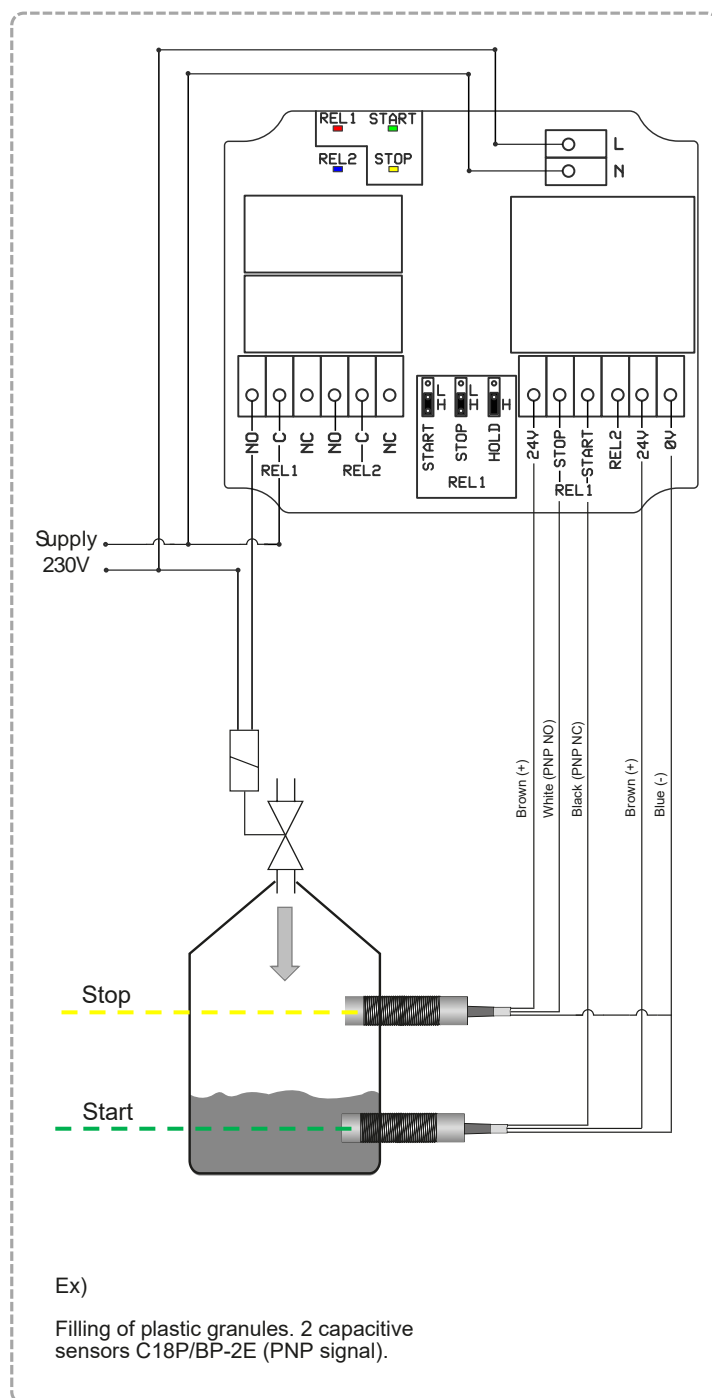 REL1 START
REL2 STOP
L
N
NO C NC NO C NC
REL1 REL2
L L
H H H
START STOP HOLD
REL1
24V STOP START REL2 24V 0V
REL1
Supply
230V
Brown (+)
White (PNP NO)
Black (PNP NC)
Brown (+)
Blue (-)
Stop
Start
Ex)
Filling of plastic granules. 2 capacitive
sensors C18P/BP-2E (PNP signal).